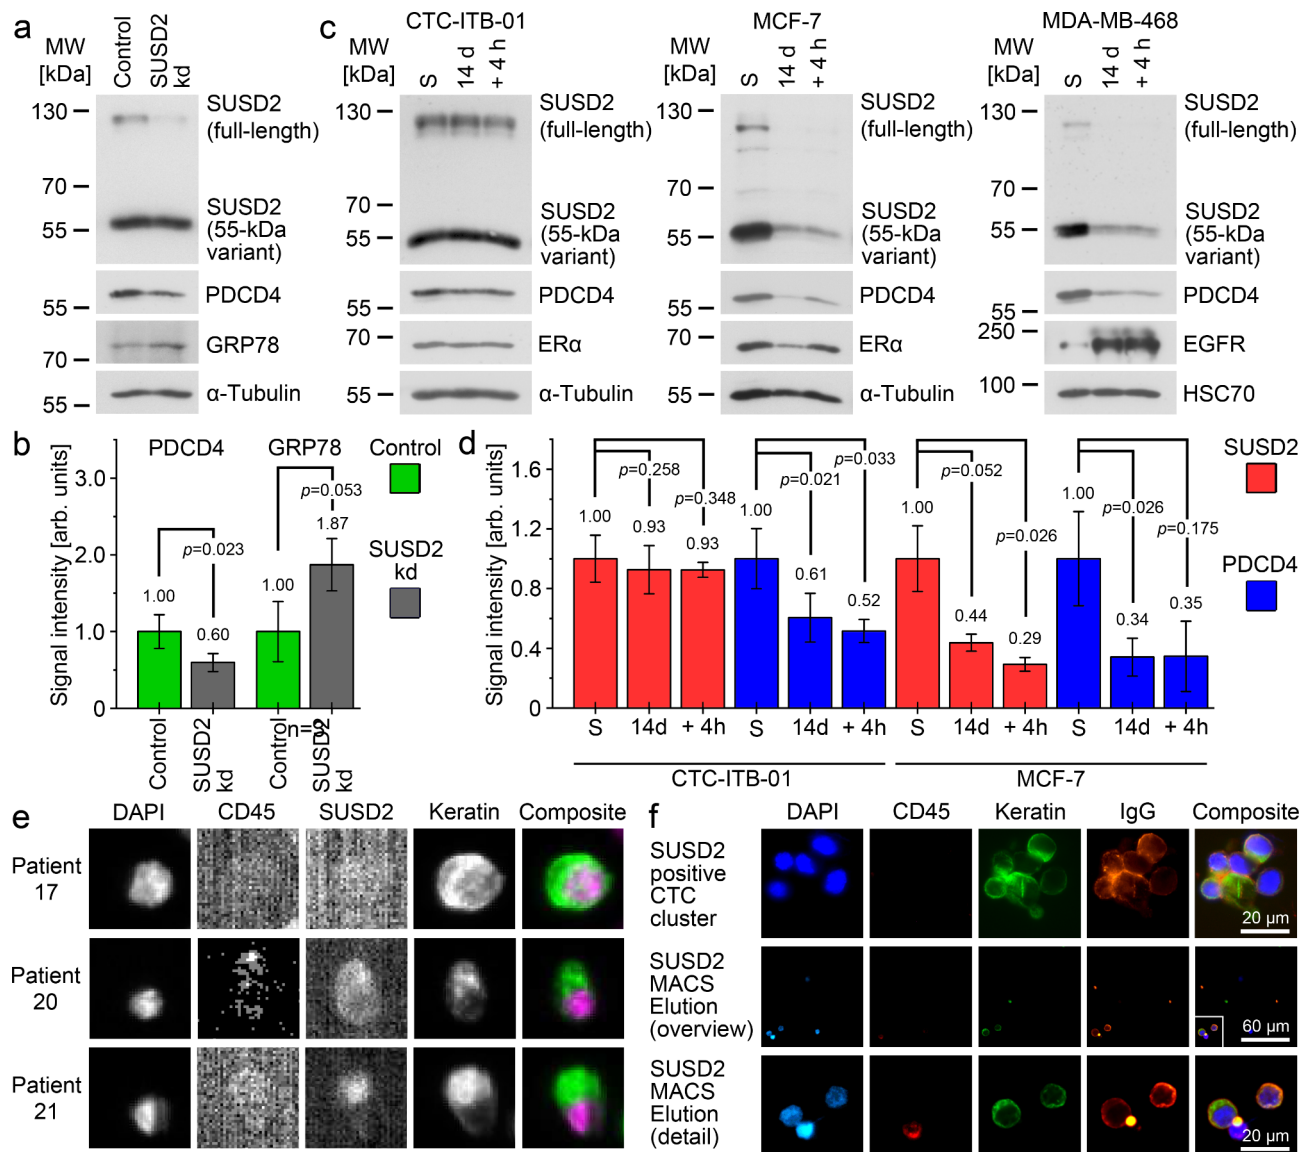 a
MW
[kDa]
Control
SUSD2
kd
130
70
55
SUSD2
(full-length)
SUSD2
(55-kDa
variant)
55
PDCD4
70
GRP78
55
α-Tubulin
c
CTC-ITB-01
MW
[kDa]
S
14 d
+ 4 h
130
70
55
SUSD2
(full-length)
SUSD2
(55-kDa
variant)
55
PDCD4
70
ERα
55
α-Tubulin
MCF-7
MW
[kDa]
S
14 d
+ 4 h
130
70
55
SUSD2
(full-length)
SUSD2
(55-kDa
variant)
55
PDCD4
70
ERα
55
α-Tubulin
MDA-MB-468
MW
[kDa]
S
14 d
+ 4 h
130
70
55
SUSD2
(full-length)
SUSD2
(55-kDa
variant)
55
PDCD4
250
EGFR
100
HSC70
b
Signal intensity [arb. units]
3.0
2.0
1.0
0
PDCD4
GRP78
p=0.023
p=0.053
1.00
0.60
1.00
1.87
Control
SUSD2
kd
Control
SUSD2
kd
Control
SUSD2
kd
d
Signal intensity [arb. units]
1.6
1.2
0.8
0.4
0
p=0.258
p=0.348
p=0.021
p=0.033
p=0.052
p=0.026
p=0.026
p=0.175
1.00
0.93
0.93
1.00
0.61
0.52
1.00
0.44
0.29
1.00
0.34
0.35
S
14d
+ 4h
S
14d
+ 4h
S
14d
+ 4h
S
14d
+ 4h
CTC-ITB-01
MCF-7
SUSD2
PDCD4
e
DAPI
CD45
SUSD2
Keratin
Composite
Patient
17
Patient
20
Patient
21
f
DAPI
CD45
Keratin
IgG
Composite
SUSD2
positive
CTC
cluster
20 µm
SUSD2
MACS
Elution
(overview)
60 µm
SUSD2
MACS
Elution
(detail)
20 µm